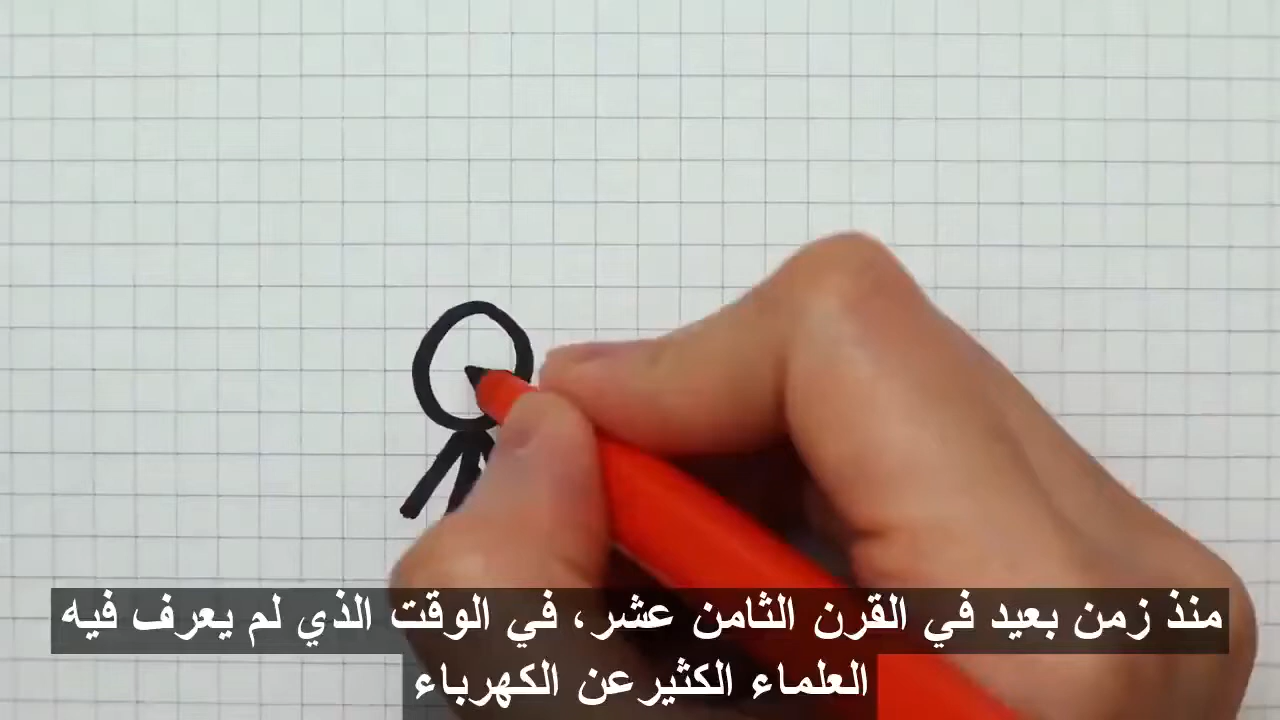 منذ زمن بعيد في القرن الثامن عشر، في الوقت الذي لم يعرف فيه
العلماء الكثيرعن الكهرباء